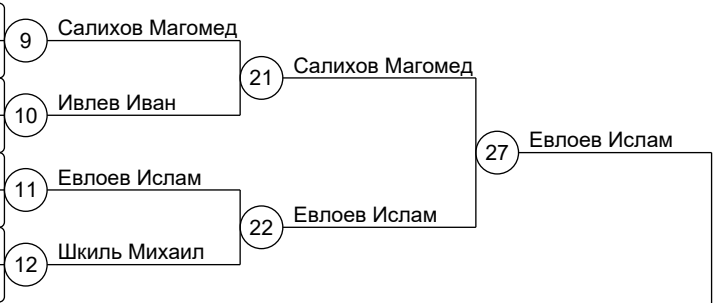 Салихов Магомед
9
21
Салихов Магомед
Ивлев Иван
10
27
Евлоев Ислам
Евлоев Ислам
11
22
Евлоев Ислам
Шкиль Михаил
12